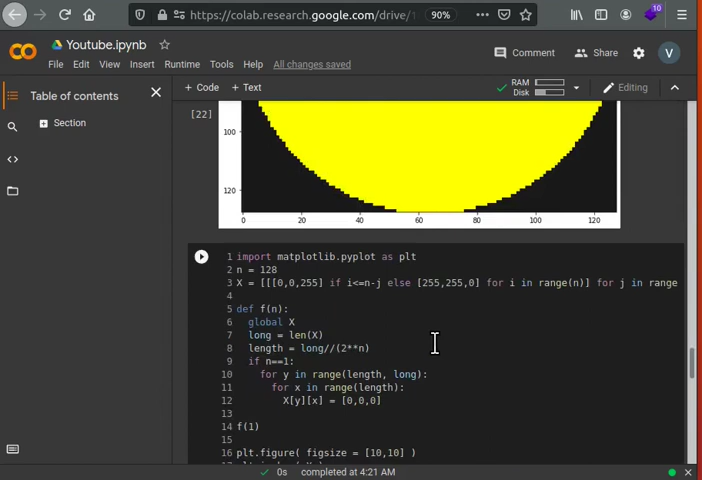 https://colab.research.google.com/drive/1
90%
10
Youtube.ipynb
Comment
Share
V
File Edit View Insert Runtime Tools Help All changes saved
Table of contents
+ Code + Text
RAM
Disk
Editing
Section
[22]
100
120
0 20 40 60 80 100 120
1 import matplotlib.pyplot as plt
2 n = 128
3 X = [[[0,0,255] if i<=n-j else [255,255,0] for i in range(n)] for j in range
4
5 def f(n):
6 global X
7 long = len(X)
8 length = long//(2**n)
9 if n==1:
10 for y in range(length, long):
11 for x in range(length):
12 X[y][x] = [0,0,0]
13
14 f(1)
15
16 plt.figure( figsize = [10,10] )
0s completed at 4:21 AM